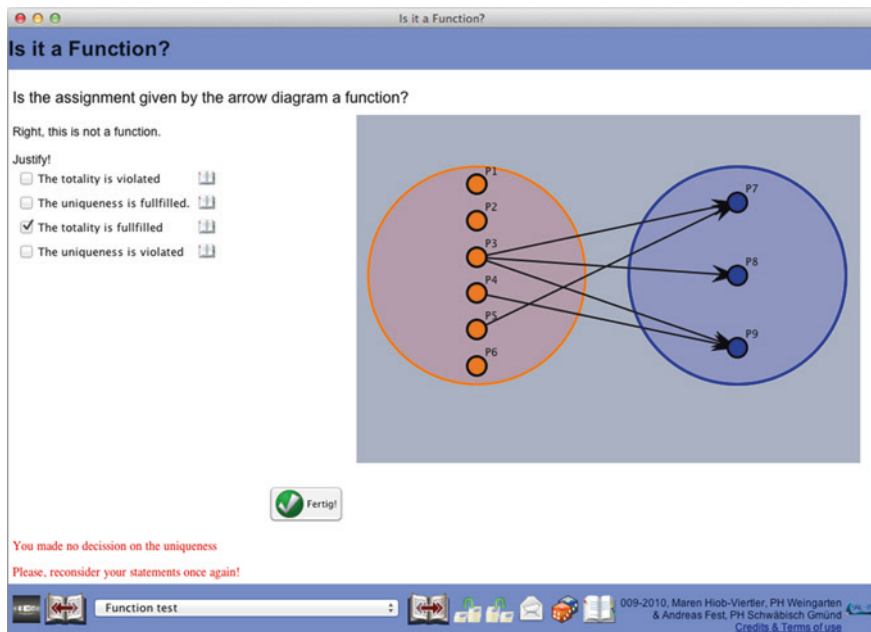 Is it a Function?
Is it a Function?
Is the assignment given by the arrow diagram a function?
Right, this is not a function.
Justify!
The totality is violated
The uniqueness is fullfilled.
The totality is fullfilled
The uniqueness is violated
P1
P2
P3
P4
P5
P6
P7
P8
P9
Fertig!
You made no decission on the uniqueness
Please, reconsider your statements once again!
Function test
009-2010, Maren Hiob-Viertler, PH Weingarten
& Andreas Fest, PH Schwäbisch Gmünd
Credits & Terms of use